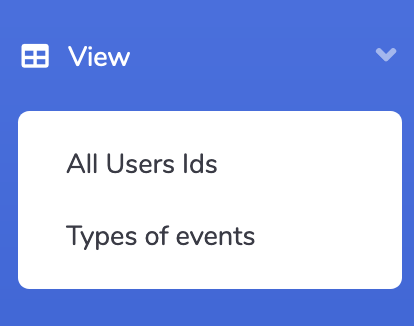 View
All Users Ids
Types of events